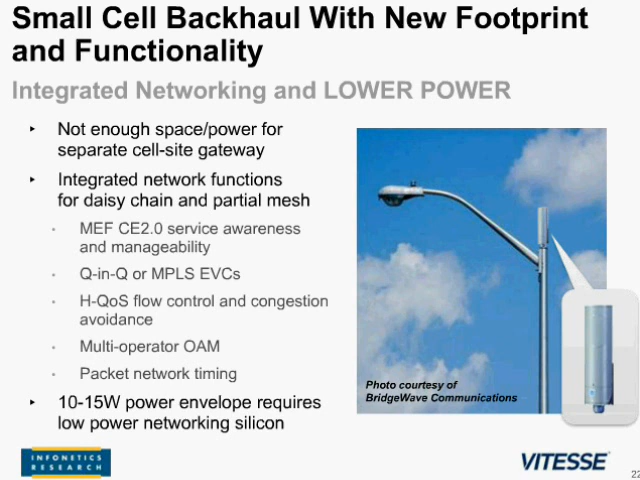 Small Cell Backhaul With New Footprint
and Functionality
Integrated Networking and LOWER POWER
‣ Not enough space/power for
separate cell-site gateway
‣ Integrated network functions
for daisy chain and partial mesh
• MEF CE2.0 service awareness
and manageability
• Q-in-Q or MPLS EVCs
• H-QoS flow control and congestion
avoidance
• Multi-operator OAM
• Packet network timing
‣ 10-15W power envelope requires
low power networking silicon
Photo courtesy of
BridgeWave Communications
INFONETICS
RESEARCH
VITESSE
22